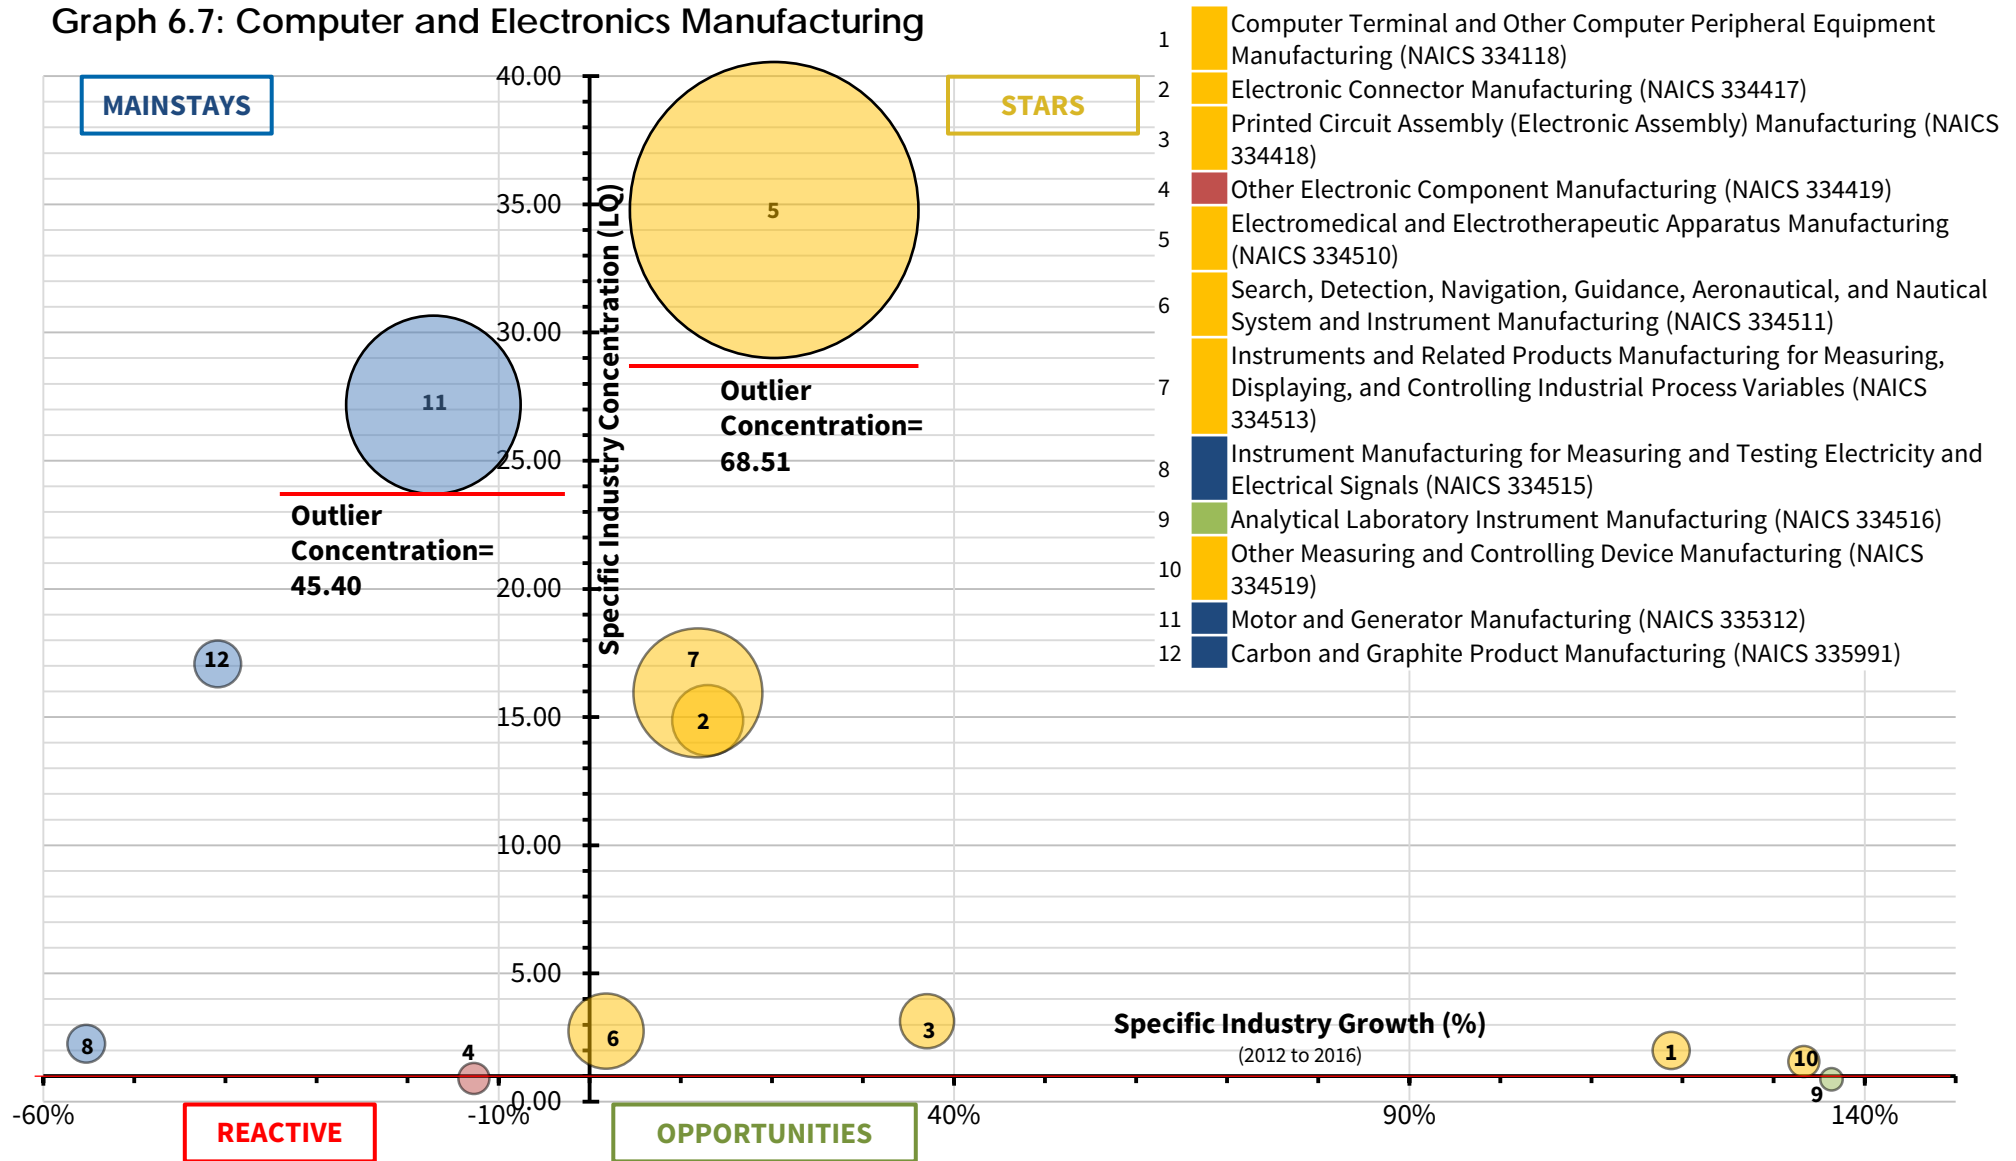 Graph 6.7: Computer and Electronics Manufacturing
MAINSTAYS
STARS
40.00
35.00
30.00
25.00
20.00
15.00
10.00
5.00
0.00
Specific Industry Concentration (LQ)
5
Outlier
Concentration=
68.51
11
Outlier
Concentration=
45.40
12
7
2
6
3
8
4
1
10
9
Specific Industry Growth (%)
(2012 to 2016)
-60%
-10%
40%
90%
140%
REACTIVE
OPPORTUNITIES
1 Computer Terminal and Other Computer Peripheral Equipment
Manufacturing (NAICS 334118)
2 Electronic Connector Manufacturing (NAICS 334417)
3 Printed Circuit Assembly (Electronic Assembly) Manufacturing (NAICS
334418)
4 Other Electronic Component Manufacturing (NAICS 334419)
5 Electromedical and Electrotherapeutic Apparatus Manufacturing
(NAICS 334510)
6 Search, Detection, Navigation, Guidance, Aeronautical, and Nautical
System and Instrument Manufacturing (NAICS 334511)
7 Instruments and Related Products Manufacturing for Measuring,
Displaying, and Controlling Industrial Process Variables (NAICS
334513)
8 Instrument Manufacturing for Measuring and Testing Electricity and
Electrical Signals (NAICS 334515)
9 Analytical Laboratory Instrument Manufacturing (NAICS 334516)
10 Other Measuring and Controlling Device Manufacturing (NAICS
334519)
11 Motor and Generator Manufacturing (NAICS 335312)
12 Carbon and Graphite Product Manufacturing (NAICS 335991)